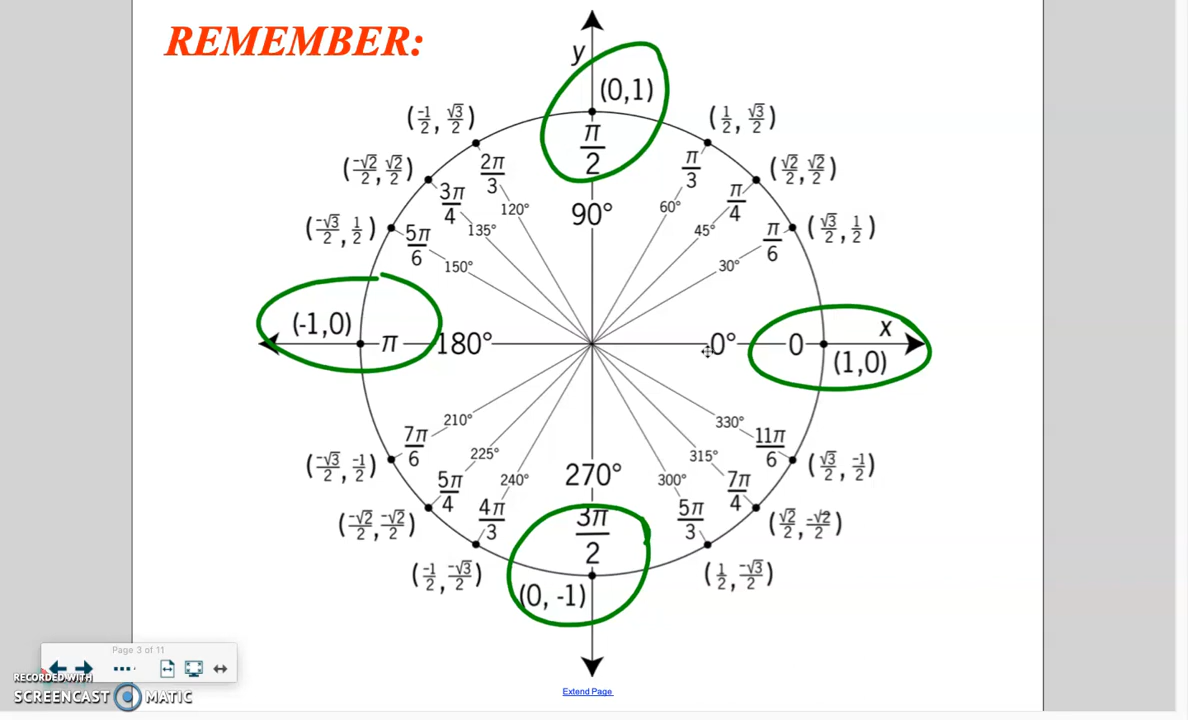 REMEMBER:
y
(0,1)
π/2
90°
(-1/2, √3/2)
2π/3
120°
(-√2/2, √2/2)
3π/4
135°
(-√3/2, 1/2)
5π/6
150°
(1/2, √3/2)
π/3
60°
(√2/2, √2/2)
π/4
45°
(√3/2, 1/2)
π/6
30°
(-1,0)
π
180°
0°
0
x
(1,0)
210°
7π/6
(-√3/2, -1/2)
225°
5π/4
(-√2/2, -√2/2)
240°
4π/3
(-1/2, -√3/2)
270°
3π/2
(0, -1)
330°
11π/6
(√3/2, -1/2)
315°
7π/4
(√2/2, -√2/2)
300°
5π/3
(1/2, -√3/2)
Page 3 of 11
RECORDED WITH
SCREENCAST MATIC
Extend Page